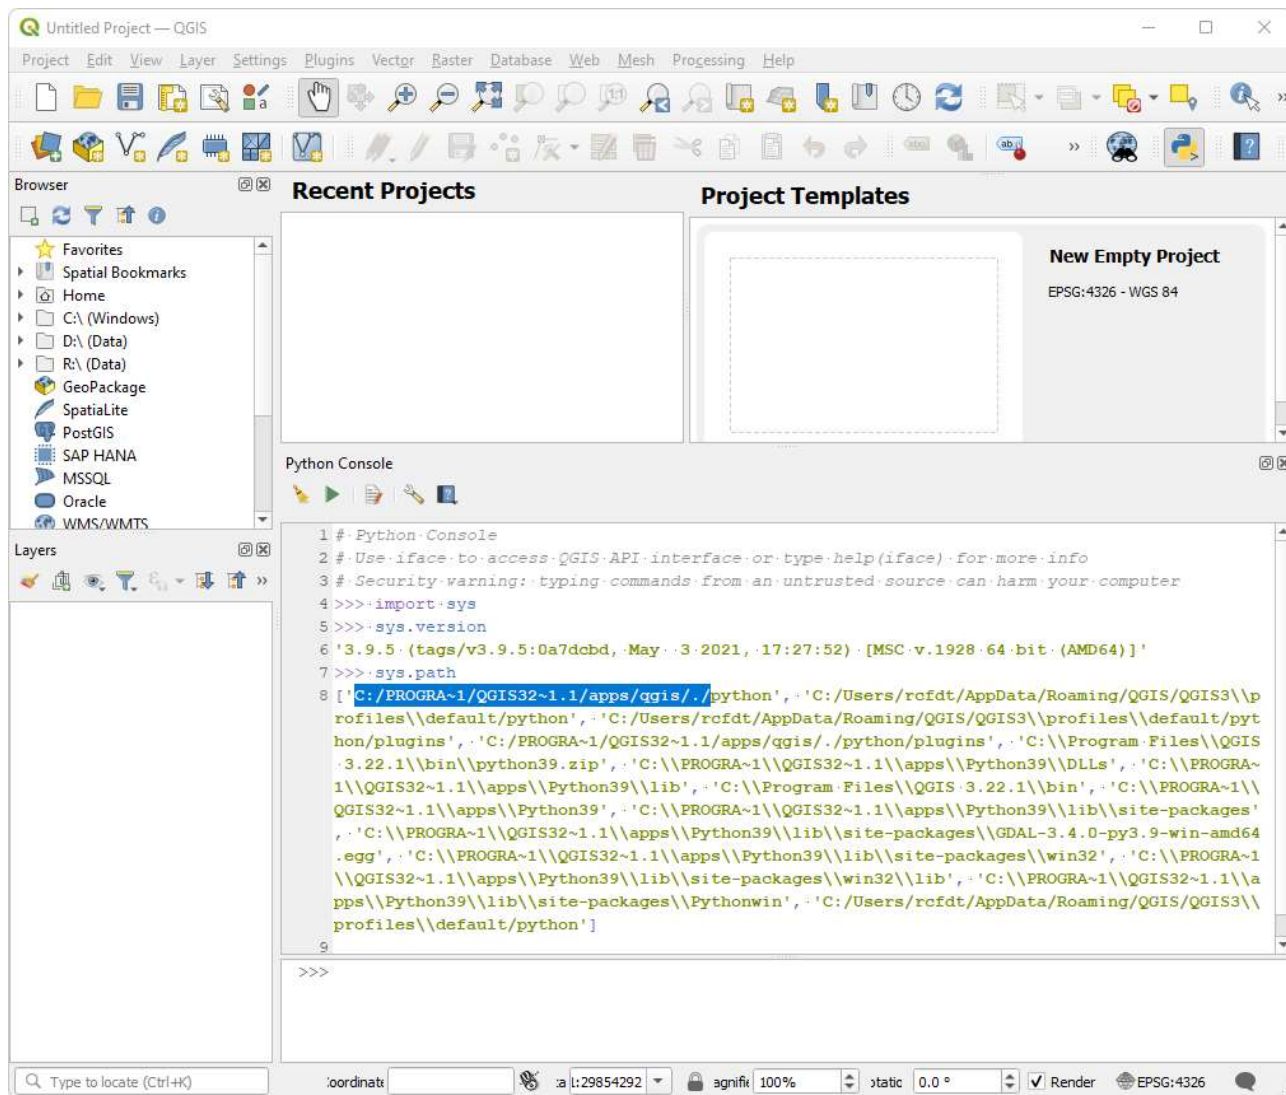 Untitled Project — QGIS
Project Edit View Layer Settings Plugins Vector Raster Database Web Mesh Processing Help
Browser
Favorites
Spatial Bookmarks
Home
C:\ (Windows)
D:\ (Data)
R:\ (Data)
GeoPackage
SpatiaLite
PostGIS
SAP HANA
MSSQL
Oracle
WMS/WMTS
Layers
Recent Projects
Project Templates
New Empty Project
EPSG:4326 - WGS 84
Python Console
1 # Python Console
2 # Use iface to access QGIS API interface or type help(iface) for more info
3 # Security warning: typing commands from an untrusted source can harm your computer
4 >>> import sys
5 >>> sys.version
6 '3.9.5 (tags/v3.9.5:0a7dcbd, May  3 2021, 17:27:52) [MSC v.1928 64 bit (AMD64)]'
7 >>> sys.path
8 ['C:/PROGRA~1/QGIS32~1.1/apps/qgis/./python', 'C:/Users/rcfdt/AppData/Roaming/QGIS/QGIS3\\p
rofiles\\default/python', 'C:/Users/rcfdt/AppData/Roaming/QGIS/QGIS3\\profiles\\default/pyt
hon/plugins', 'C:/PROGRA~1/QGIS32~1.1/apps/qgis/./python/plugins', 'C:\\Program Files\\QGIS
 3.22.1\\bin\\python39.zip', 'C:\\PROGRA~1\\QGIS32~1.1\\apps\\Python39\\DLLs', 'C:\\PROGRA~
1\\QGIS32~1.1\\apps\\Python39\\lib', 'C:\\Program Files\\QGIS 3.22.1\\bin', 'C:\\PROGRA~1\\
QGIS32~1.1\\apps\\Python39', 'C:\\PROGRA~1\\QGIS32~1.1\\apps\\Python39\\lib\\site-packages'
, 'C:\\PROGRA~1\\QGIS32~1.1\\apps\\Python39\\lib\\site-packages\\GDAL-3.4.0-py3.9-win-amd64
.egg', 'C:\\PROGRA~1\\QGIS32~1.1\\apps\\Python39\\lib\\site-packages\\win32', 'C:\\PROGRA~1
\\QGIS32~1.1\\apps\\Python39\\lib\\site-packages\\win32\\lib', 'C:\\PROGRA~1\\QGIS32~1.1\\a
pps\\Python39\\lib\\site-packages\\Pythonwin', 'C:/Users/rcfdt/AppData/Roaming/QGIS/QGIS3\\
profiles\\default/python']
9
>>>
Type to locate (Ctrl+K) oordinate 1:29854292 agnifie 100% 0.0 ° Render EPSG:4326